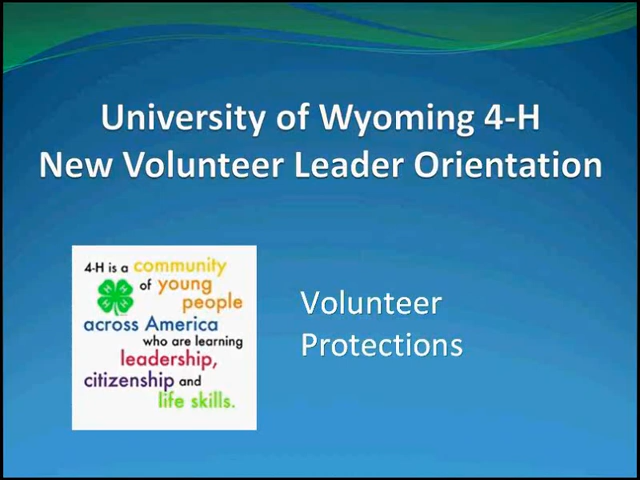 University of Wyoming 4-H
New Volunteer Leader Orientation
4-H is a community
of young
people
across America
who are learning
leadership,
citizenship and
life skills.
Volunteer
Protections